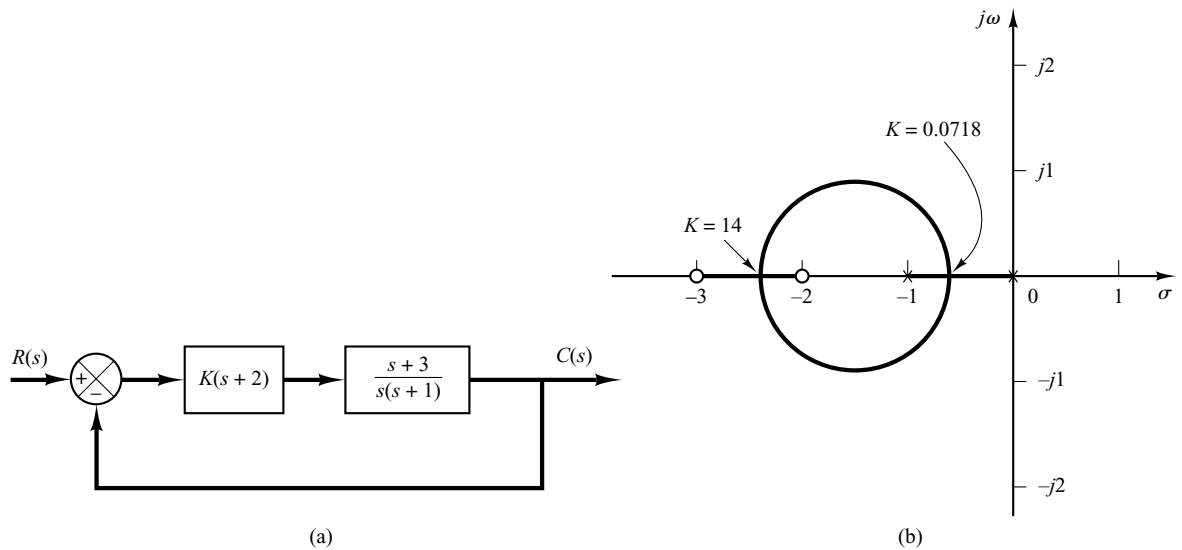 R(s)
+
−
K(s + 2)
s + 3
s(s + 1)
C(s)
(a)
jω
j2
K = 0.0718
j1
K = 14
−3
−2
−1
0
1
σ
−j1
−j2
(b)